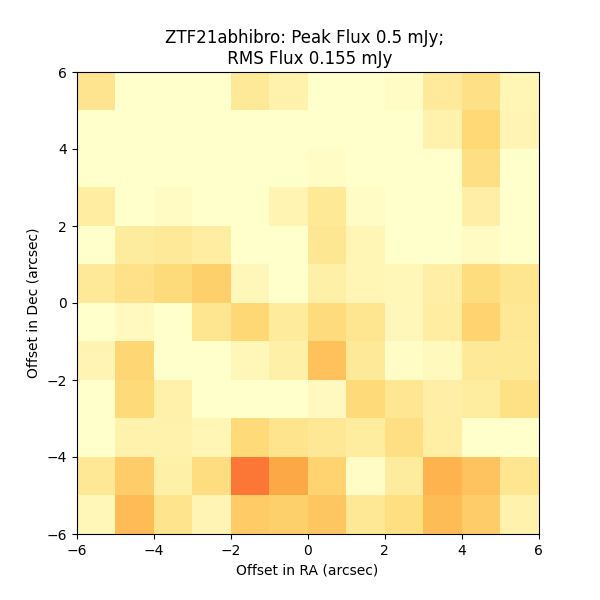 ZTF21abhibro: Peak Flux 0.5 mJy;
RMS Flux 0.155 mJy
6
4
2
0
−2
−4
−6
Offset in Dec (arcsec)
−6 −4 −2 0 2 4 6
Offset in RA (arcsec)